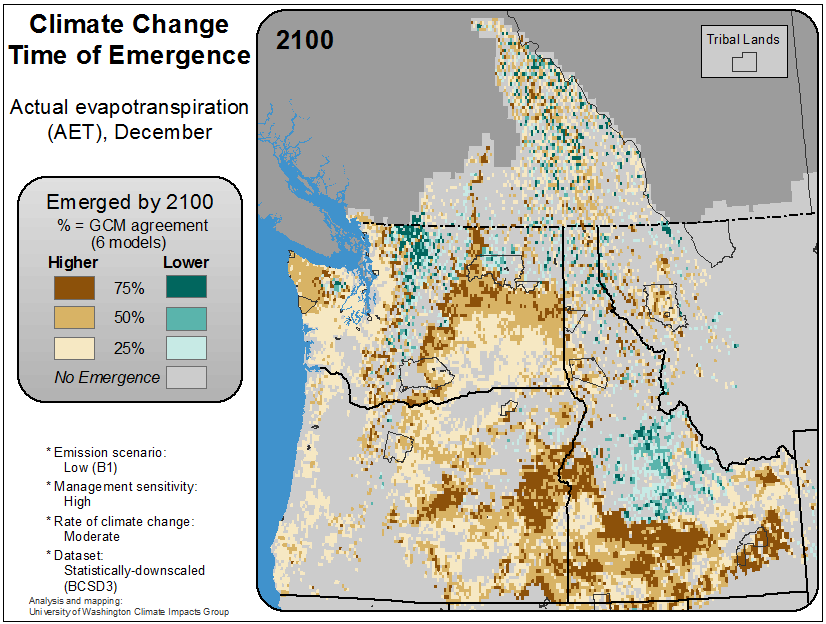 Climate Change
Time of Emergence
Actual evapotranspiration
(AET), December
Emerged by 2100
% = GCM agreement
(6 models)
Higher Lower
75%
50%
25%
No Emergence
* Emission scenario:
Low (B1)
* Management sensitivity:
High
* Rate of climate change:
Moderate
* Dataset:
Statistically-downscaled
(BCSD3)
Analysis and mapping:
University of Washington Climate Impacts Group
2100
Tribal Lands